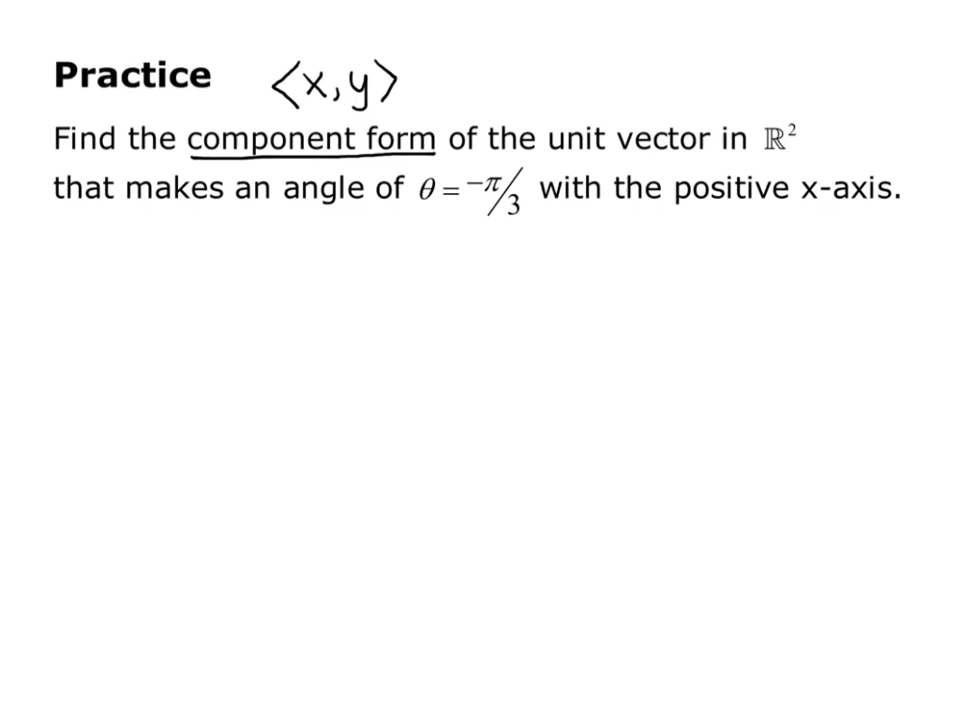 Practice <x,y>
Find the component form of the unit vector in ℝ²
that makes an angle of θ = −π/3 with the positive x-axis.